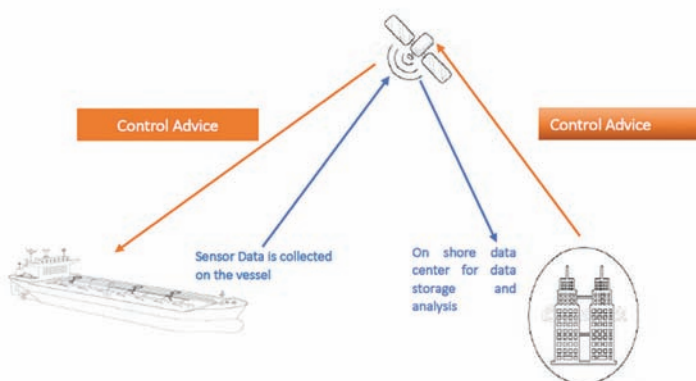 Control Advice
Control Advice
Sensor Data is collected
on the vessel
On shore data
center for data
storage and
analysis